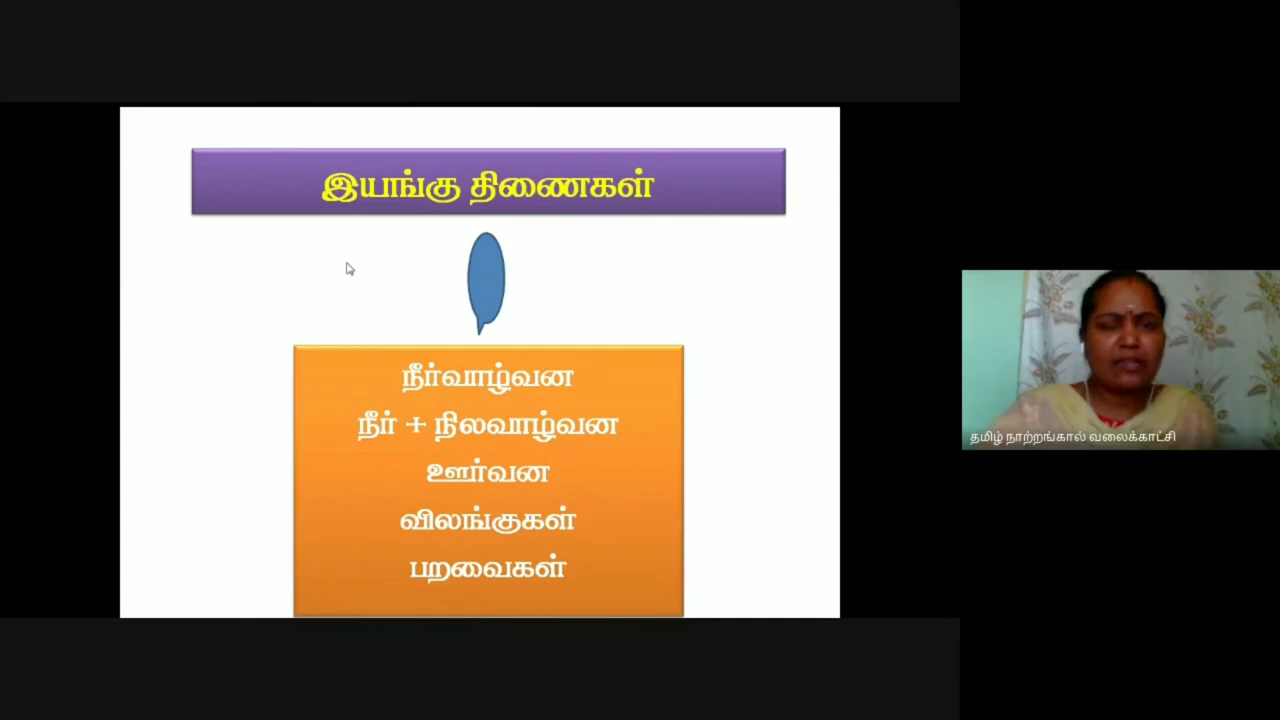 இயங்கு திணைகள்
நீர்வாழ்வன
நீர் + நிலவாழ்வன
ஊர்வன
விலங்குகள்
பறவைகள்
தமிழ் நாற்றங்கால் வலைக்காட்சி